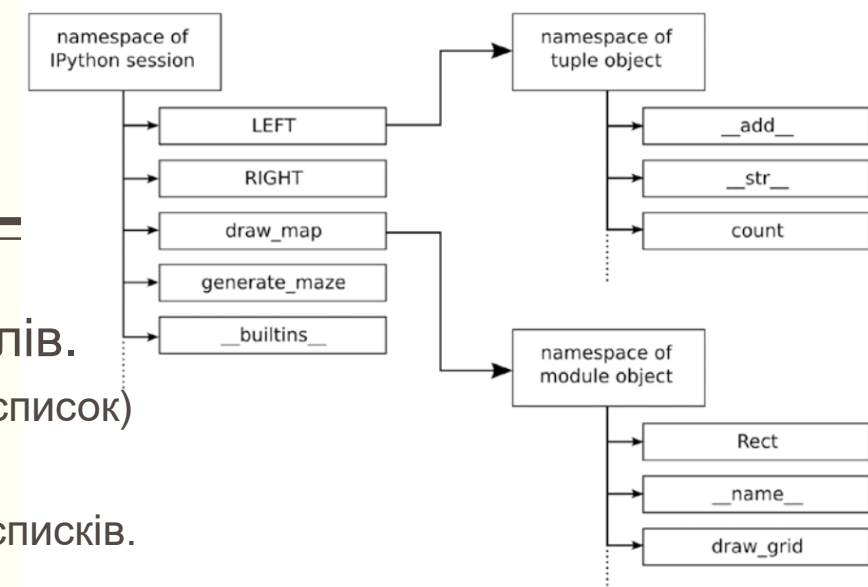 namespace of
IPython session
LEFT
RIGHT
draw_map
generate_maze
__builtins__
namespace of
tuple object
__add__
__str__
count
namespace of
module object
Rect
__name__
draw_grid
лів.
список)
списків.